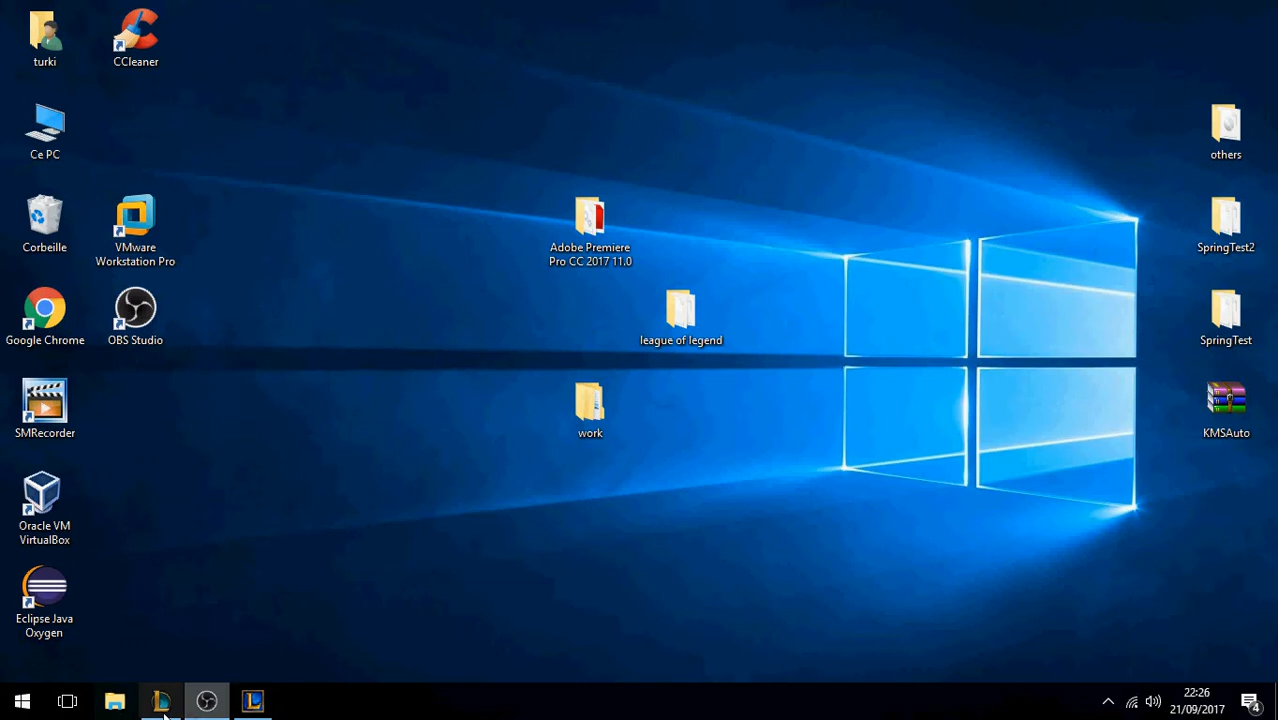 turki
CCleaner
Ce PC
others
Corbeille
VMware
Workstation Pro
Adobe Premiere
Pro CC 2017 11.0
SpringTest2
Google Chrome
OBS Studio
league of legend
SpringTest
SMRecorder
work
KMSAuto
Oracle VM
VirtualBox
Eclipse Java
Oxygen
22:26
21/09/2017
4